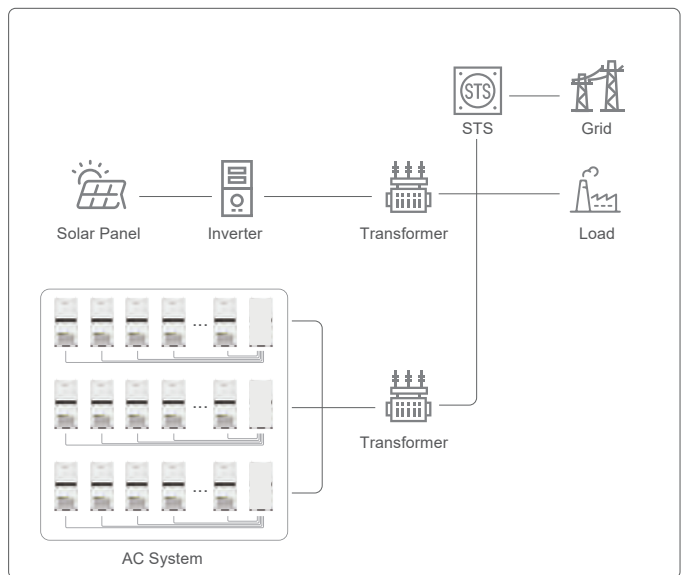 STS
STS
Grid
Solar Panel
Inverter
Transformer
Load
...
...
...
Transformer
AC System